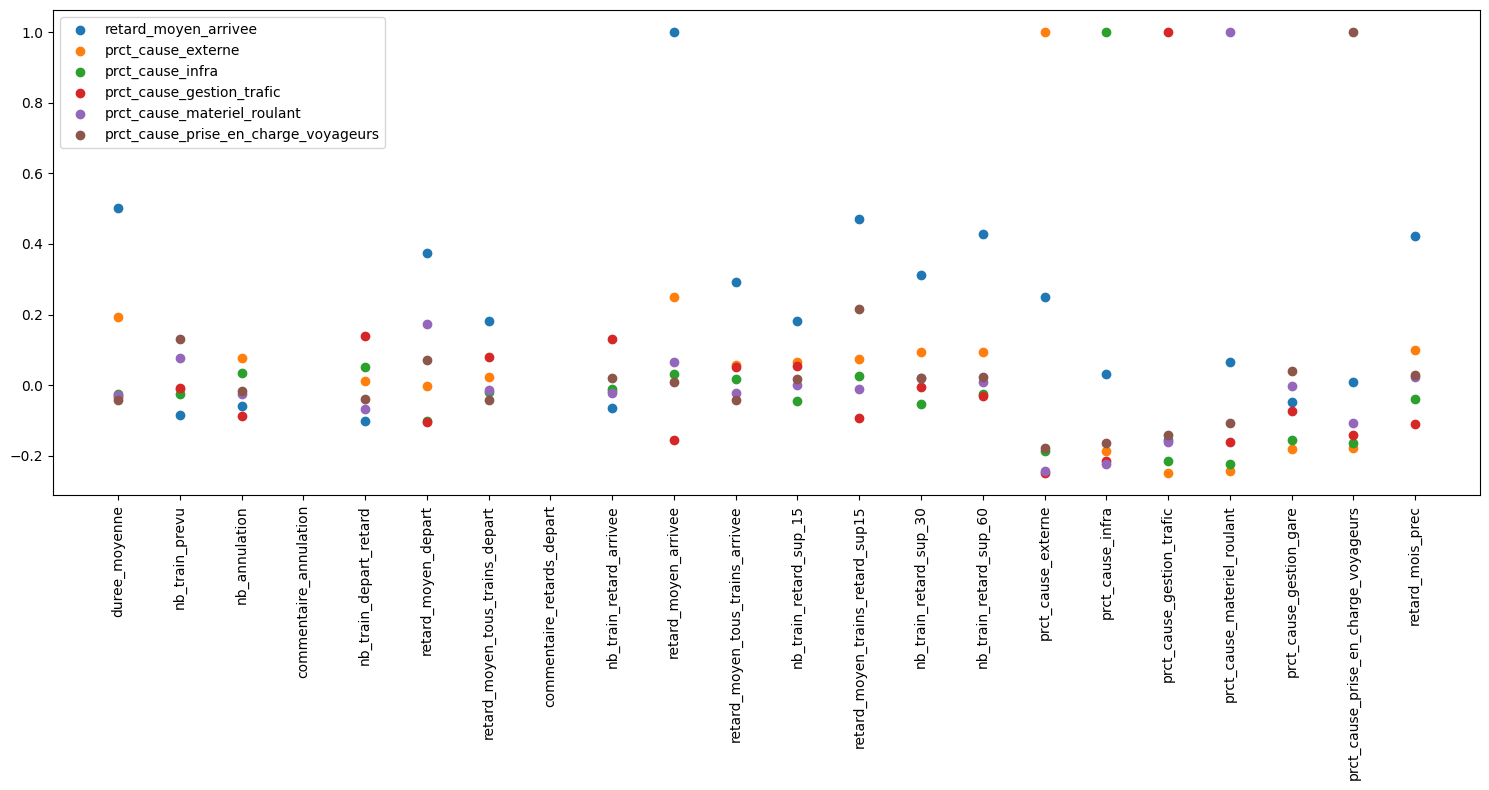 retard_moyen_arrivee
prct_cause_externe
prct_cause_infra
prct_cause_gestion_trafic
prct_cause_materiel_roulant
prct_cause_prise_en_charge_voyageurs
1.0
0.8
0.6
0.4
0.2
0.0
−0.2
duree_moyenne
nb_train_prevu
nb_annulation
commentaire_annulation
nb_train_depart_retard
retard_moyen_depart
retard_moyen_tous_trains_depart
commentaire_retards_depart
nb_train_retard_arrivee
retard_moyen_arrivee
retard_moyen_tous_trains_arrivee
nb_train_retard_sup_15
retard_moyen_trains_retard_sup15
nb_train_retard_sup_30
nb_train_retard_sup_60
prct_cause_externe
prct_cause_infra
prct_cause_gestion_trafic
prct_cause_materiel_roulant
prct_cause_gestion_gare
prct_cause_prise_en_charge_voyageurs
retard_mois_prec